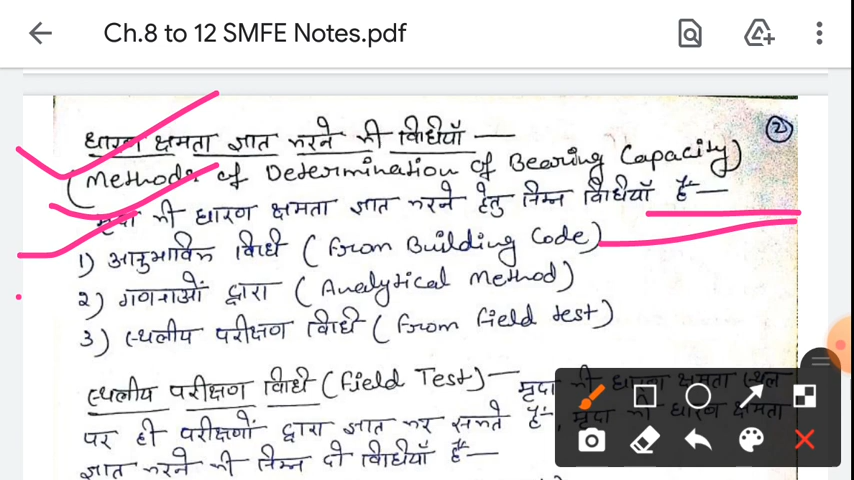 Ch.8 to 12 SMFE Notes.pdf
②
धारण क्षमता ज्ञात करने की विधियाँ —
(Methods of Determination of Bearing Capacity)
मृदा की धारण क्षमता ज्ञात करने हेतु निम्न विधियाँ हैं—
1) आनुभाविक विधि (from Building Code)
2) गणनाओं द्वारा (Analytical Method)
3) स्थलीय परीक्षण विधि (from field test)
स्थलीय परीक्षण विधि (Field Test) — मृदा की धारण क्षमता स्थल
पर ही परीक्षणों द्वारा ज्ञात कर सकते हैं, मृदा की धारण क्षमता
ज्ञात करने की निम्न दो विधियाँ हैं—